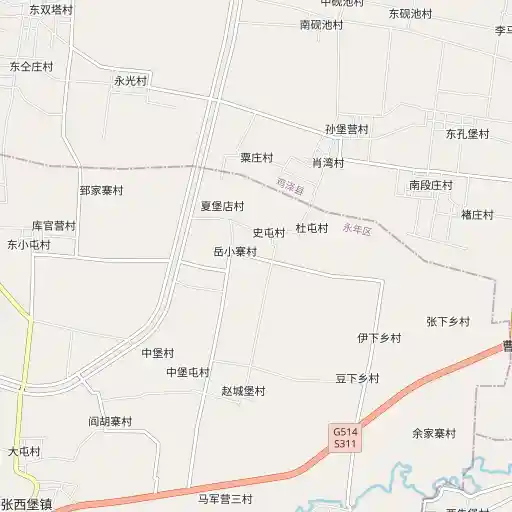 东双塔村
中砚池村
东砚池村
南砚池村
李马
东仝庄村
永光村
孙堡营村
东孔堡村
粟庄村
肖湾村
鸡泽县
南段庄村
郅家寨村
夏堡店村
褚庄村
库官营村
史屯村
杜屯村
永年区
东小屯村
岳小寨村
张下乡村
伊下乡村
曹
中堡村
中堡屯村
豆下乡村
赵城堡村
阎胡寨村
G514
S311
余家寨村
大屯村
马军营三村
张西堡镇